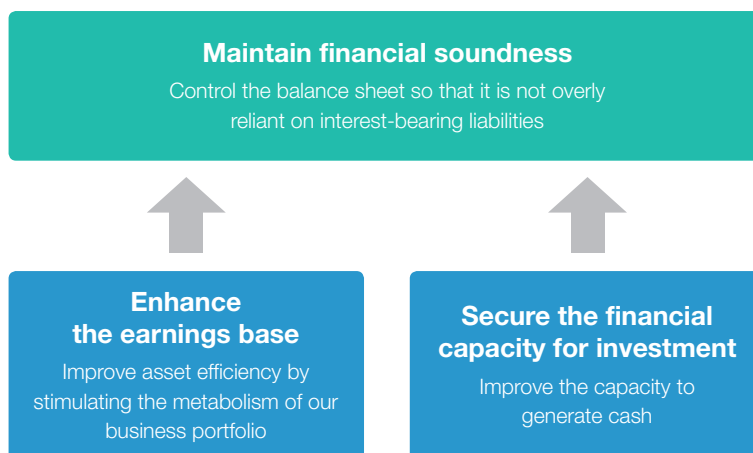 Maintain financial soundness
Control the balance sheet so that it is not overly
reliant on interest-bearing liabilities
Enhance
the earnings base
Improve asset efficiency by
stimulating the metabolism of our
business portfolio
Secure the financial
capacity for investment
Improve the capacity to
generate cash